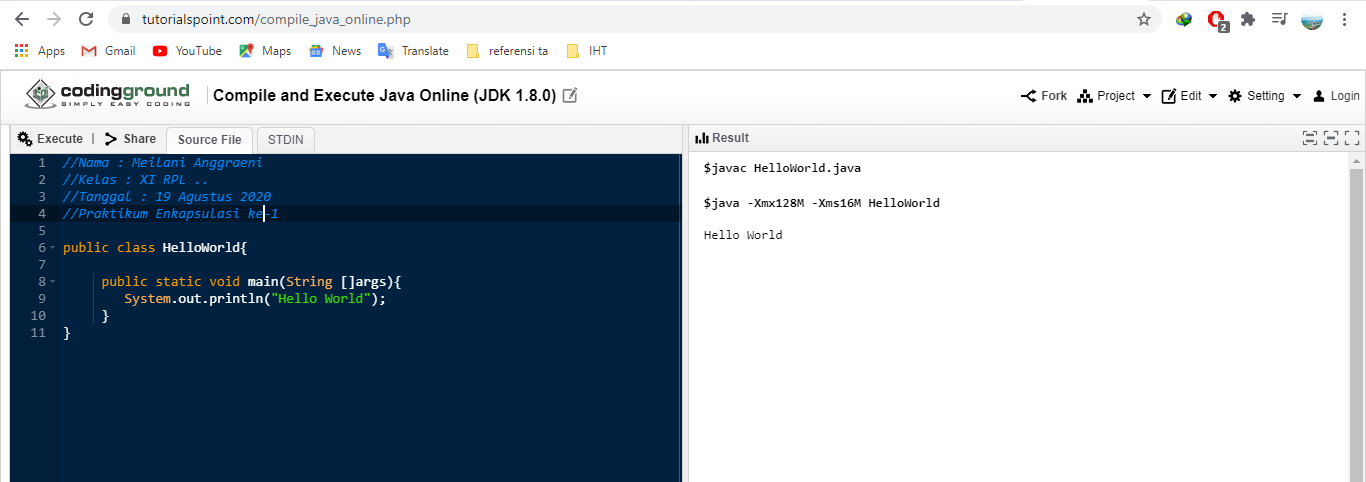 tutorialspoint.com/compile_java_online.php
2
Apps Gmail YouTube Maps News Translate referensi ta IHT
codingground
SIMPLY EASY CODING
Compile and Execute Java Online (JDK 1.8.0)
Fork Project Edit Setting Login
Execute | Share Source File STDIN
Result
1 //Nama : Meilani Anggraeni
2 //Kelas : XI RPL ..
3 //Tanggal : 19 Agustus 2020
4 //Praktikum Enkapsulasi ke-1
5
6 public class HelloWorld{
7
8 public static void main(String []args){
9 System.out.println("Hello World");
10 }
11 }
$javac HelloWorld.java
$java -Xmx128M -Xms16M HelloWorld
Hello World